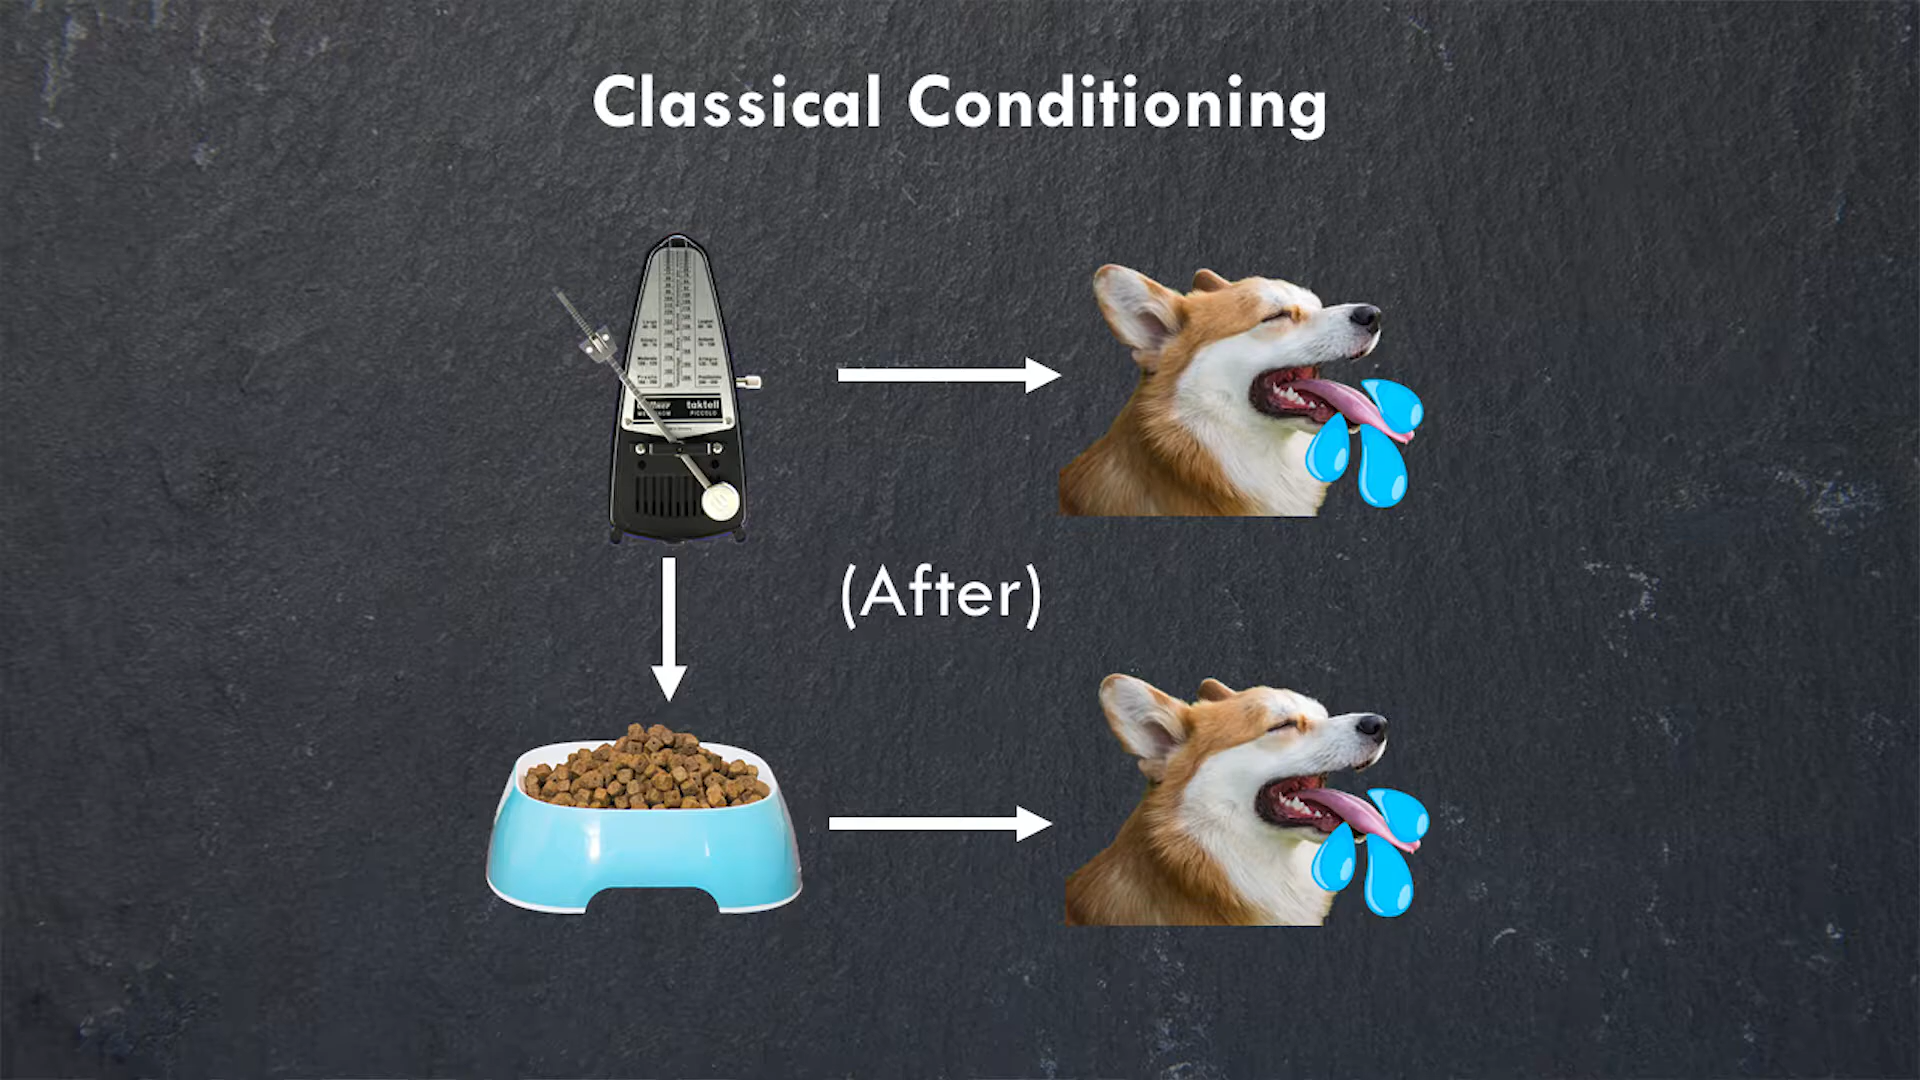 Classical Conditioning
taktell
PICCOLO
(After)